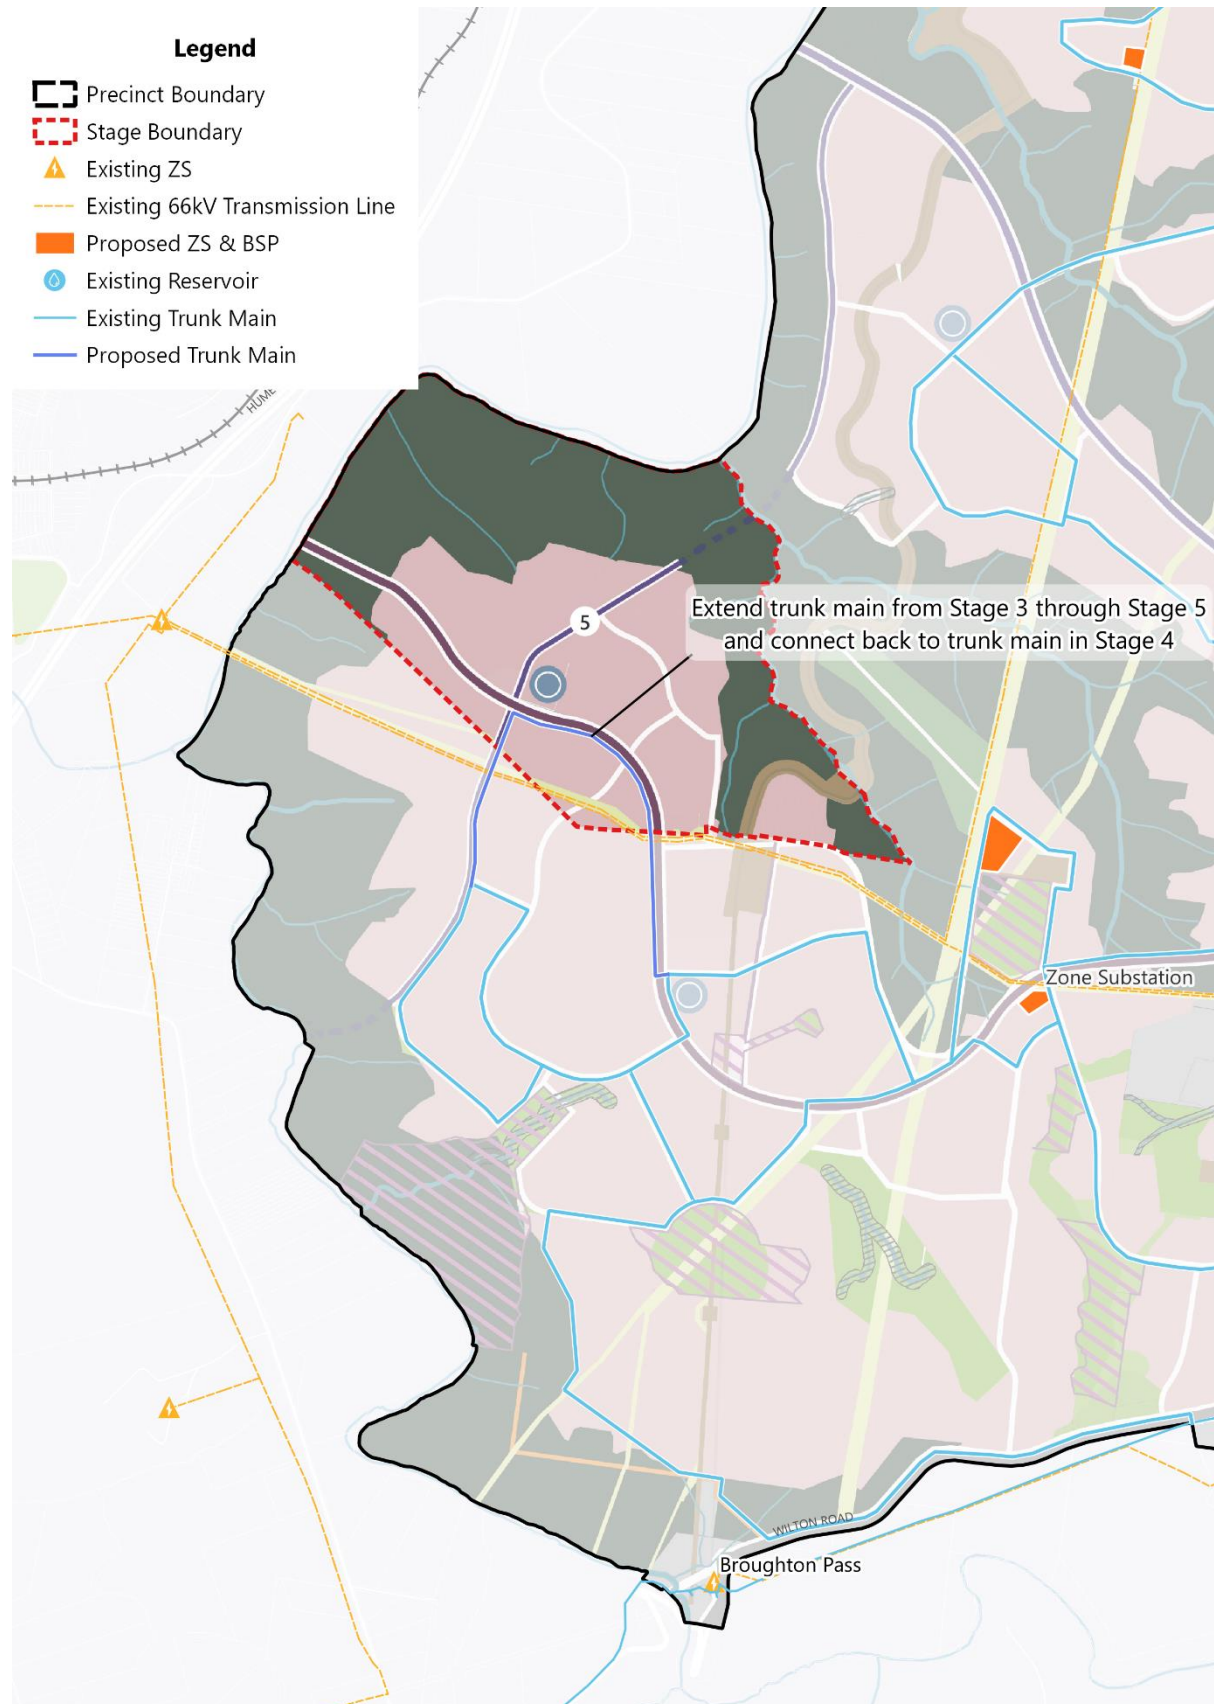 Legend
Precinct Boundary
Stage Boundary
Existing ZS
Existing 66kV Transmission Line
Proposed ZS & BSP
Existing Reservoir
Existing Trunk Main
Proposed Trunk Main
HUME
5
Extend trunk main from Stage 3 through Stage 5
and connect back to trunk main in Stage 4
Zone Substation
WILTON ROAD
Broughton Pass